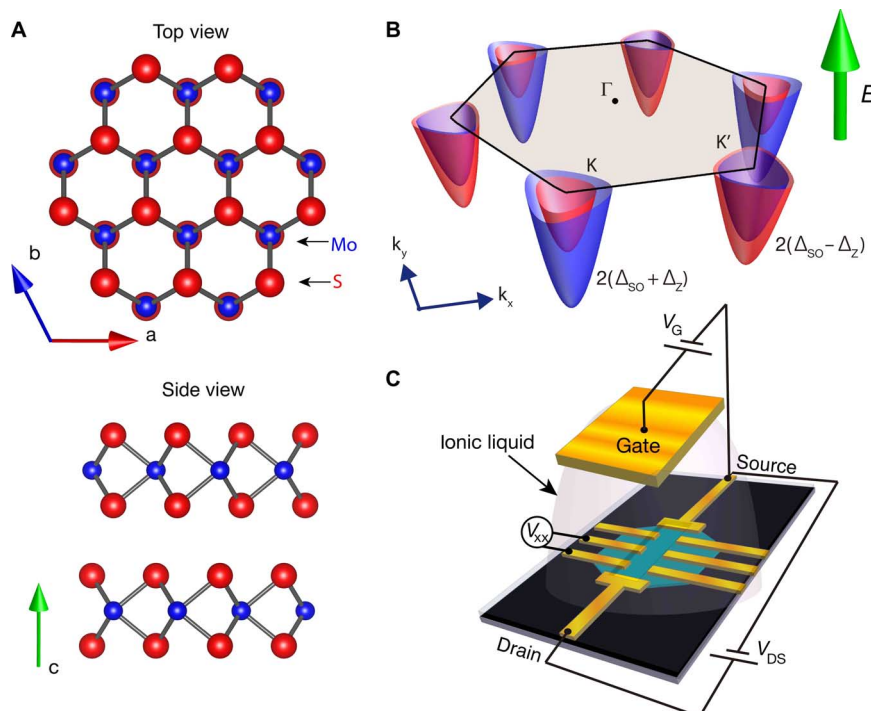 A
Top view
Mo
S
b
a
Side view
c
B
Γ
K
K′
2(Δ_SO + Δ_Z)
2(Δ_SO − Δ_Z)
k_y
k_x
C
V_G
Gate
Ionic liquid
Source
V_xx
Drain
V_DS